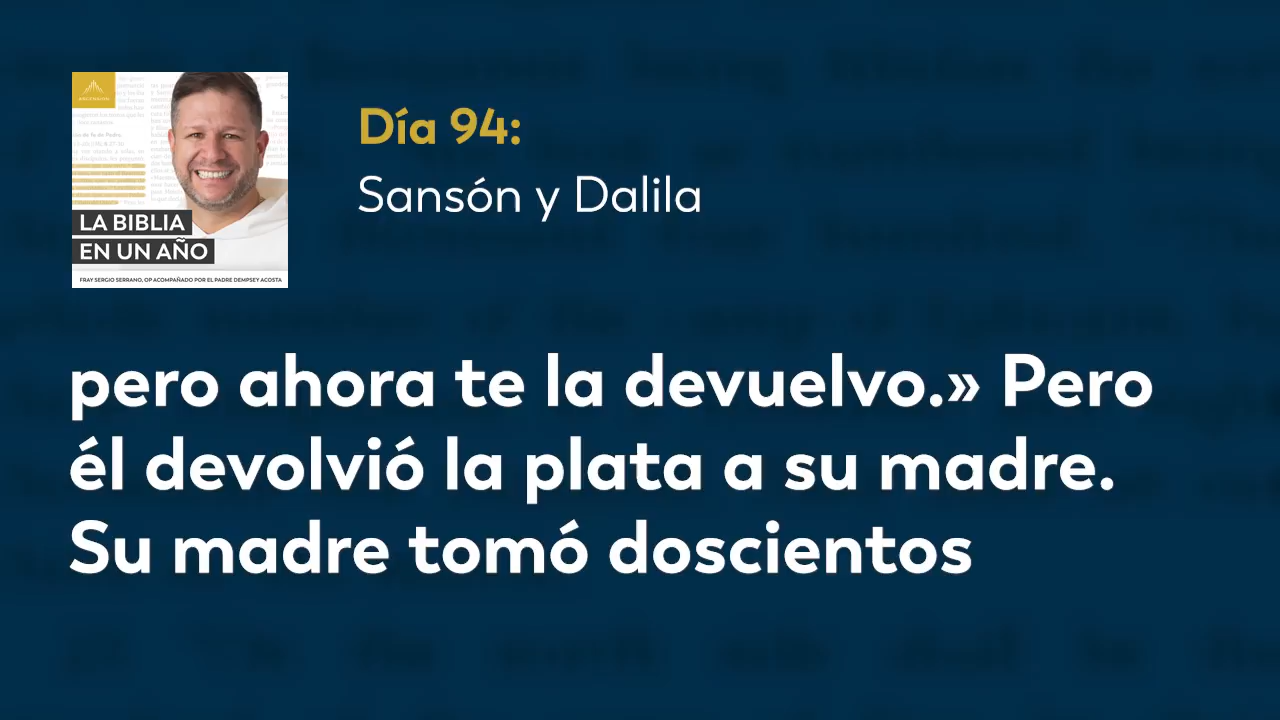 ASCENSION
LA BIBLIA
EN UN AÑO
FRAY SERGIO SERRANO, OP ACOMPAÑADO POR EL PADRE DEMPSEY ACOSTA
Día 94:
Sansón y Dalila
pero ahora te la devuelvo.» Pero
él devolvió la plata a su madre.
Su madre tomó doscientos